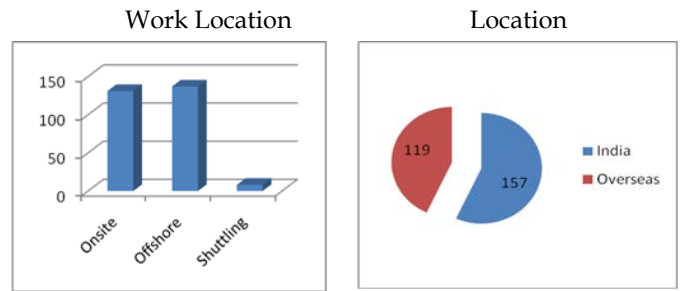 Work Location
Location
150
100
50
0
Onsite
Offshore
Shuttling
119
157
India
Overseas